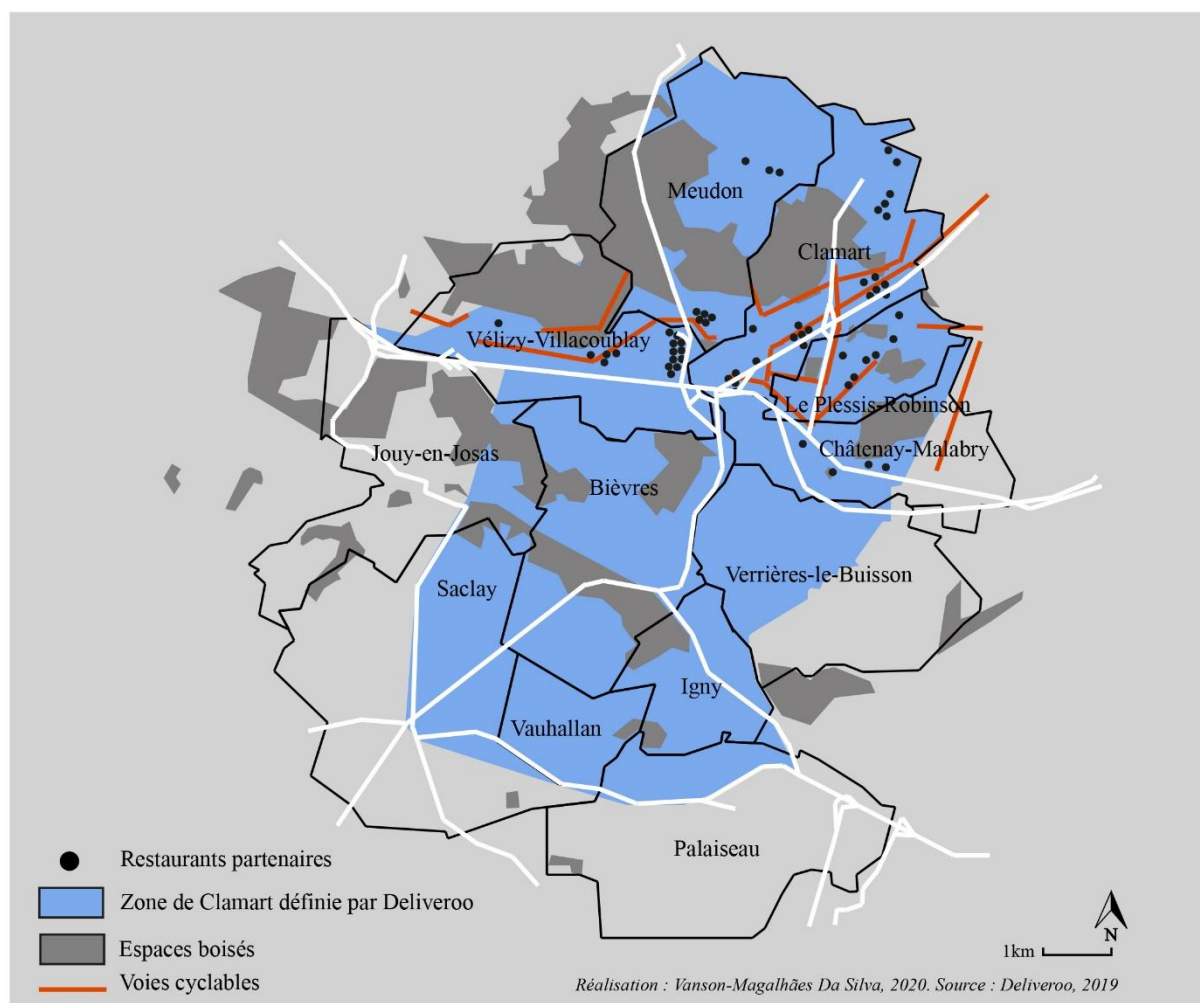 Meudon
Clamart
Vélizy-Villacoublay
Le Plessis-Robinson
Châtenay-Malabry
Jouy-en-Josas
Bièvres
Verrières-le-Buisson
Saclay
Igny
Vauhallan
Palaiseau
Restaurants partenaires
Zone de Clamart définie par Deliveroo
Espaces boisés
Voies cyclables
1km
N
Réalisation : Vanson-Magalhães Da Silva, 2020. Source : Deliveroo, 2019